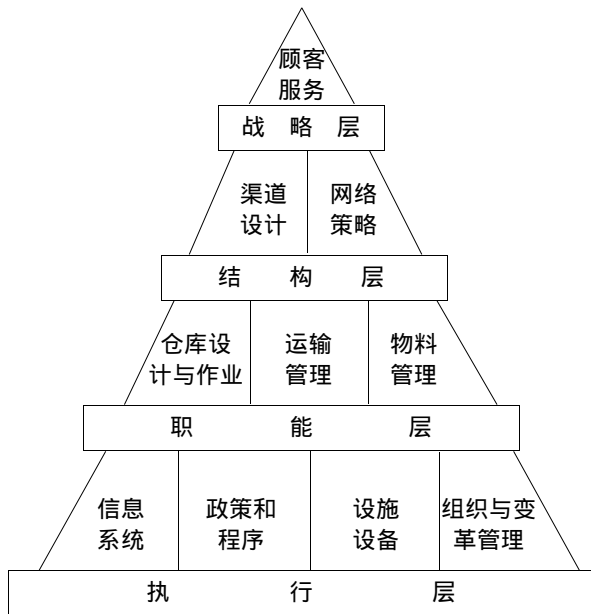 顾客
服务
战 略 层
渠道
设计
网络
策略
结 构 层
仓库设
计与作业
运输
管理
物料
管理
职 能 层
信息
系统
政策和
程序
设施
设备
组织与变
革管理
执 行 层